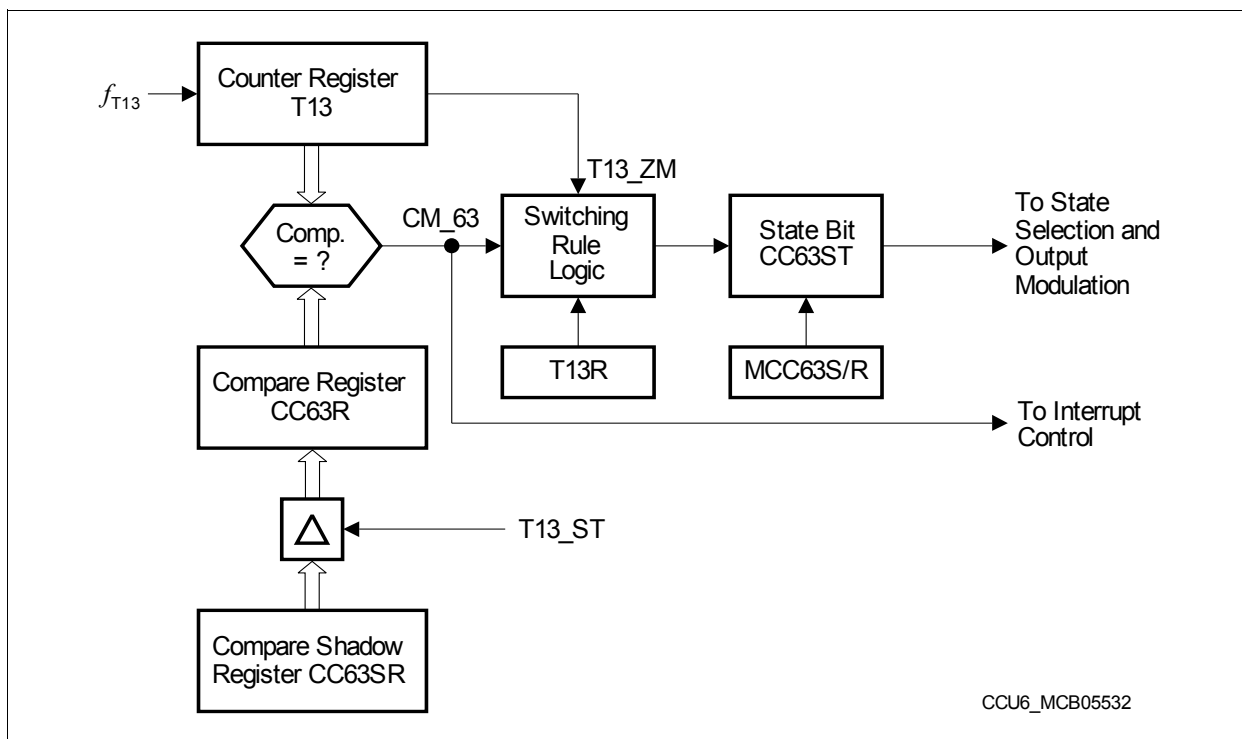 Counter Register
T13
fT13
T13_ZM
CM_63
Comp.
= ?
Switching
Rule
Logic
State Bit
CC63ST
To State
Selection and
Output
Modulation
T13R
MCC63S/R
Compare Register
CC63R
To Interrupt
Control
T13_ST
Compare Shadow
Register CC63SR
CCU6_MCB05532